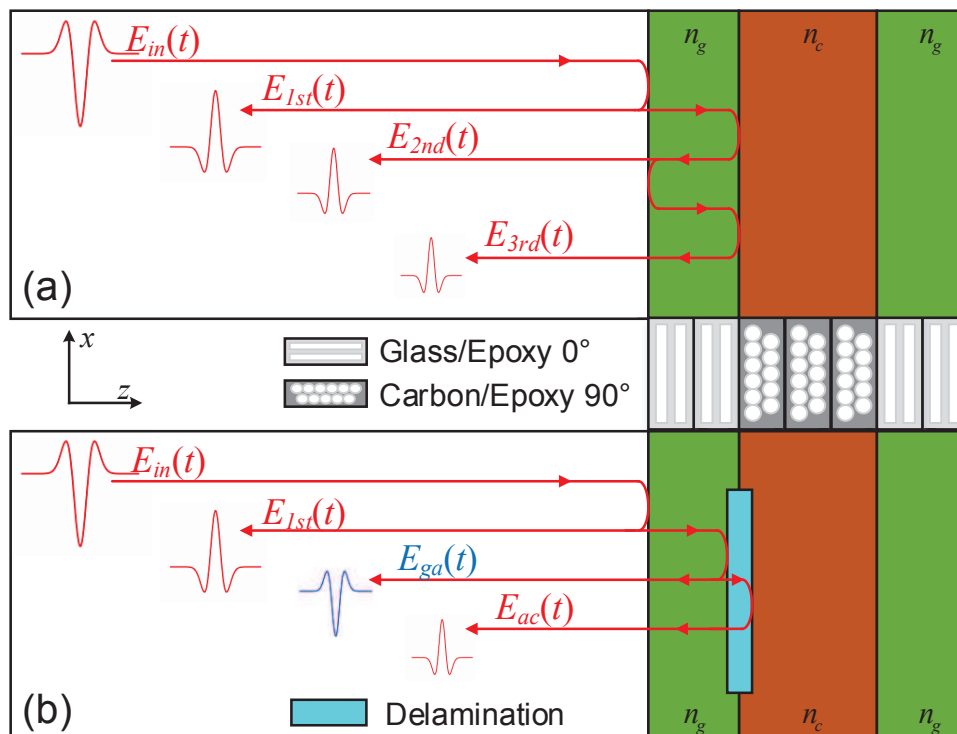 n_g n_c n_g
E_in(t)
E_1st(t)
E_2nd(t)
E_3rd(t)
(a)
x
z
Glass/Epoxy 0°
Carbon/Epoxy 90°
E_in(t)
E_1st(t)
E_ga(t)
E_ac(t)
(b)
Delamination
n_g n_c n_g